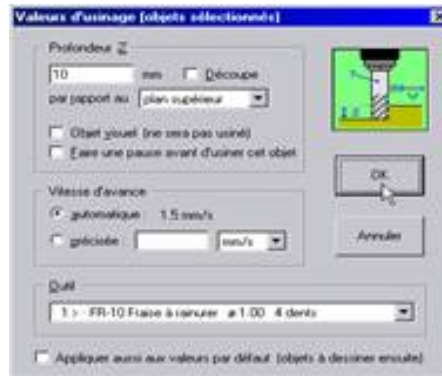 Valeurs d'usinage (objets sélectionnés)
Profondeur Z
10 mm Découpe
par rapport au : plan supérieur
Objet visuel (ne sera pas usiné)
Faire une pause avant d'usiner cet objet
OK
Vitesse d'avance
automatique : 1.5 mm/s
précisée : mm/s
Annuler
Outil
1 > - FR-10 Fraise à rainurer ø 1.00 4 dents
Appliquer aussi aux valeurs par défaut (objets à dessiner ensuite)